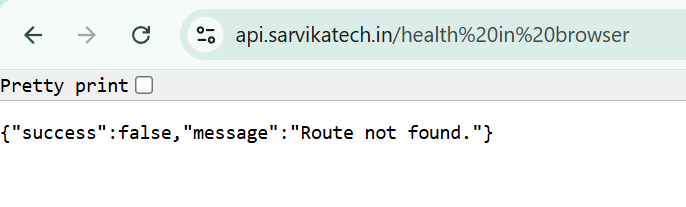 api.sarvikatech.in/health%20in%20browser
Pretty print
{"success":false,"message":"Route not found."}